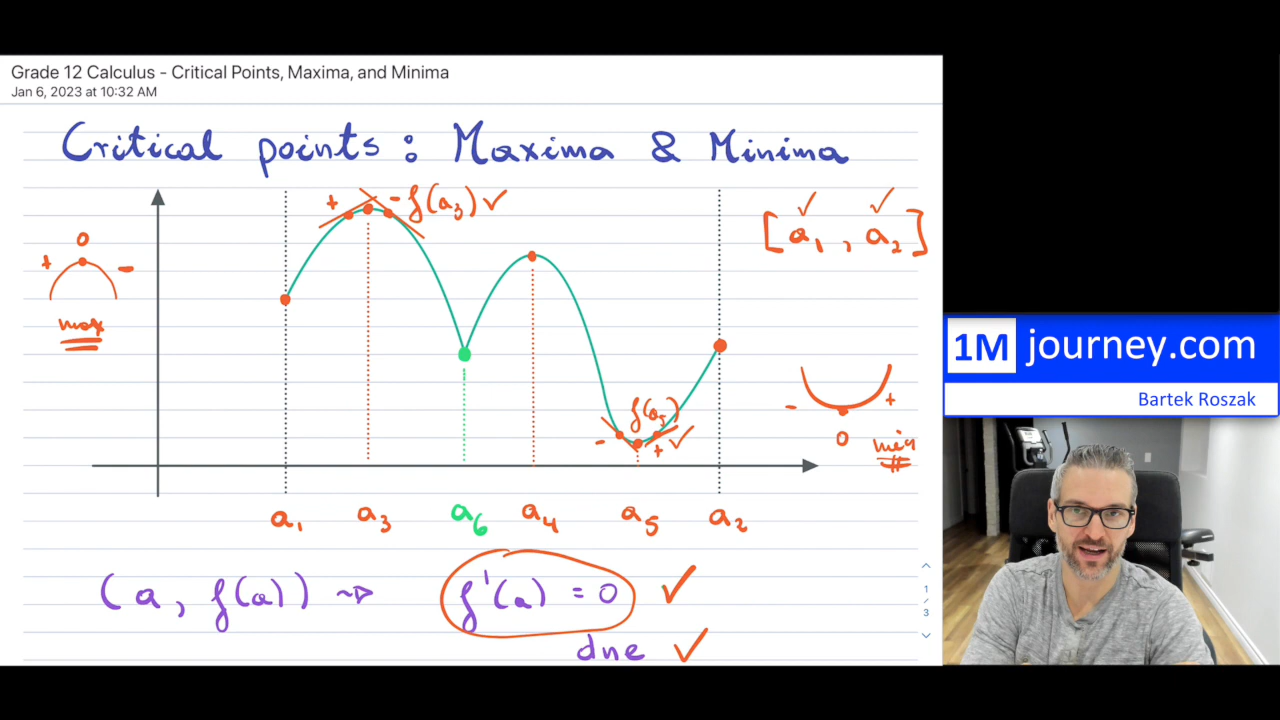 Grade 12 Calculus - Critical Points, Maxima, and Minima
Jan 6, 2023 at 10:32 AM
Critical points : Maxima & Minima
+ - f(a₃) ✓
✓ ✓
[a₁, a₂]
0
+ -
max
1M journey.com
Bartek Roszak
f(a₅)
- + ✓
- +
0
min
a₁ a₃ a₆ a₄ a₅ a₂
(a, f(a)) ⇝ f'(a) = 0 ✓
dne ✓
1
/
3